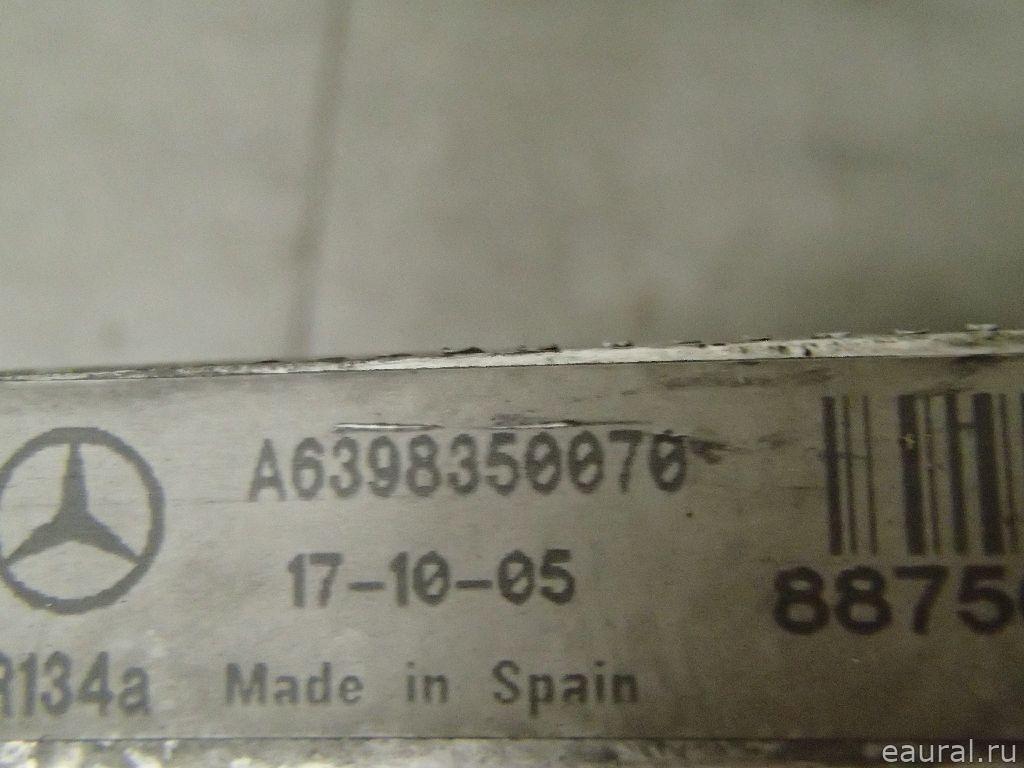 A6398350070
17-10-05
R134a Made in Spain
8875
eaural.ru